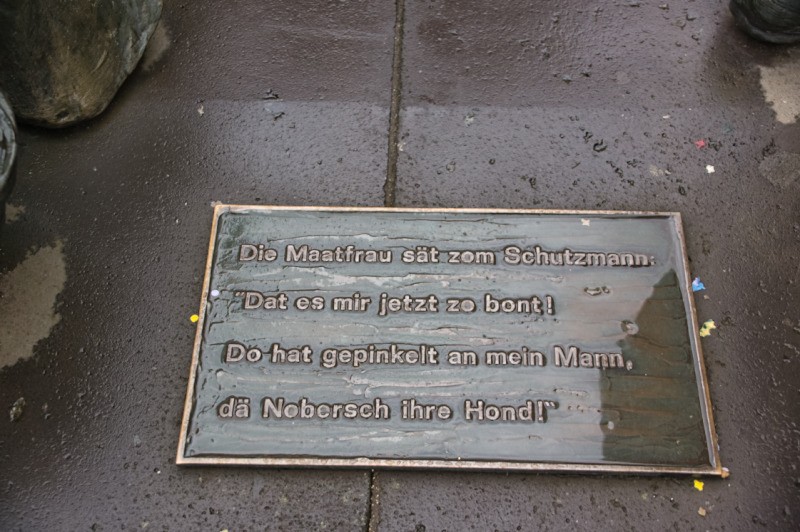 Die Maatfrau sät zom Schutzmann:
"Dat es mir jetzt zo bont!
Do hat gepinkelt an mein Mann,
dä Nobersch ihre Hond!"